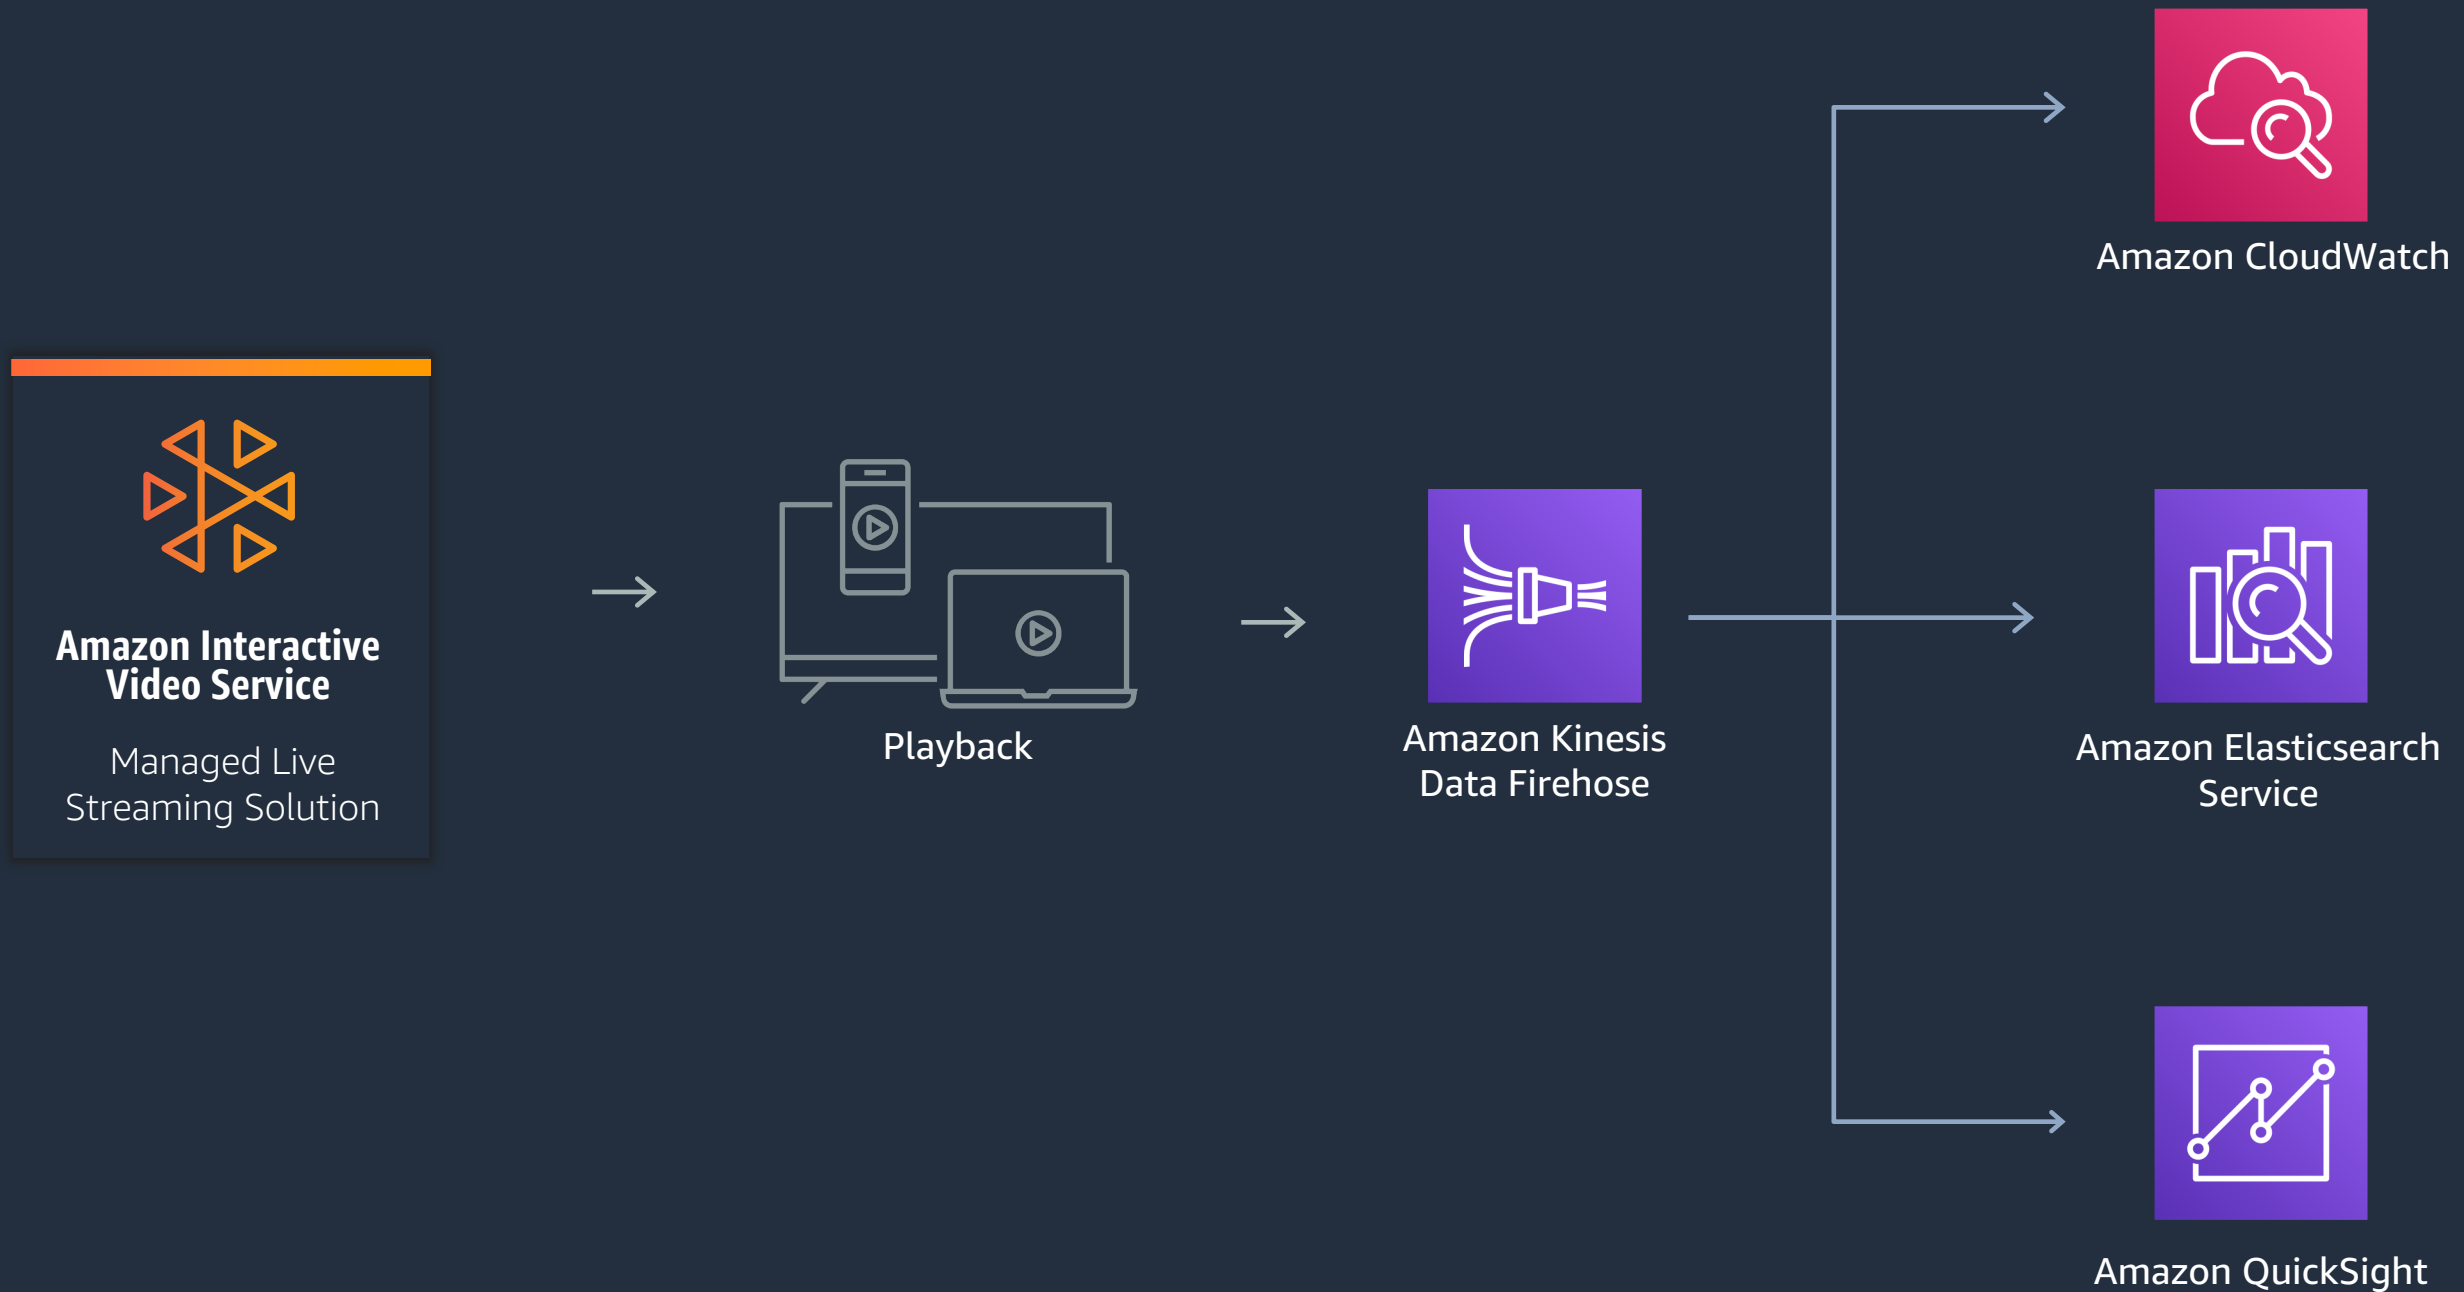 Amazon Interactive
Video Service
Managed Live
Streaming Solution
Playback
Amazon Kinesis
Data Firehose
Amazon CloudWatch
Amazon Elasticsearch
Service
Amazon QuickSight